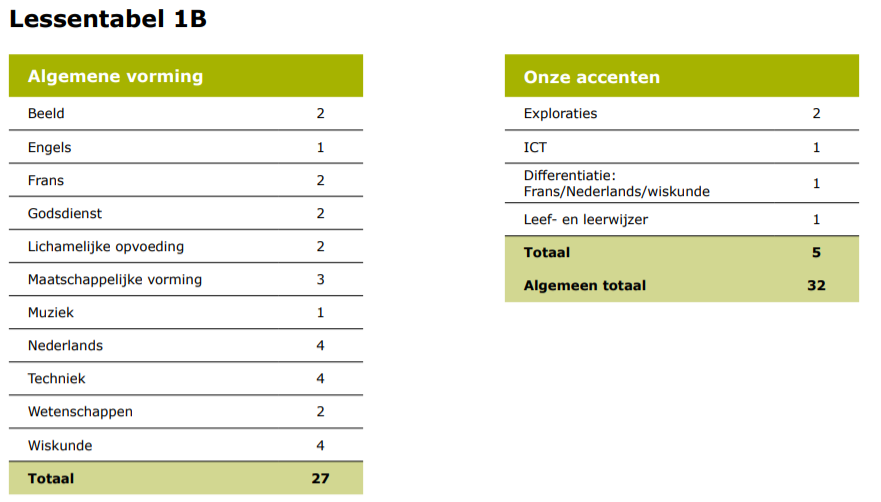 Lessentabel 1B
Algemene vorming
Beeld 2
Engels 1
Frans 2
Godsdienst 2
Lichamelijke opvoeding 2
Maatschappelijke vorming 3
Muziek 1
Nederlands 4
Techniek 4
Wetenschappen 2
Wiskunde 4
Totaal 27
Onze accenten
Exploraties 2
ICT 1
Differentiatie:
Frans/Nederlands/wiskunde 1
Leef- en leerwijzer 1
Totaal 5
Algemeen totaal 32